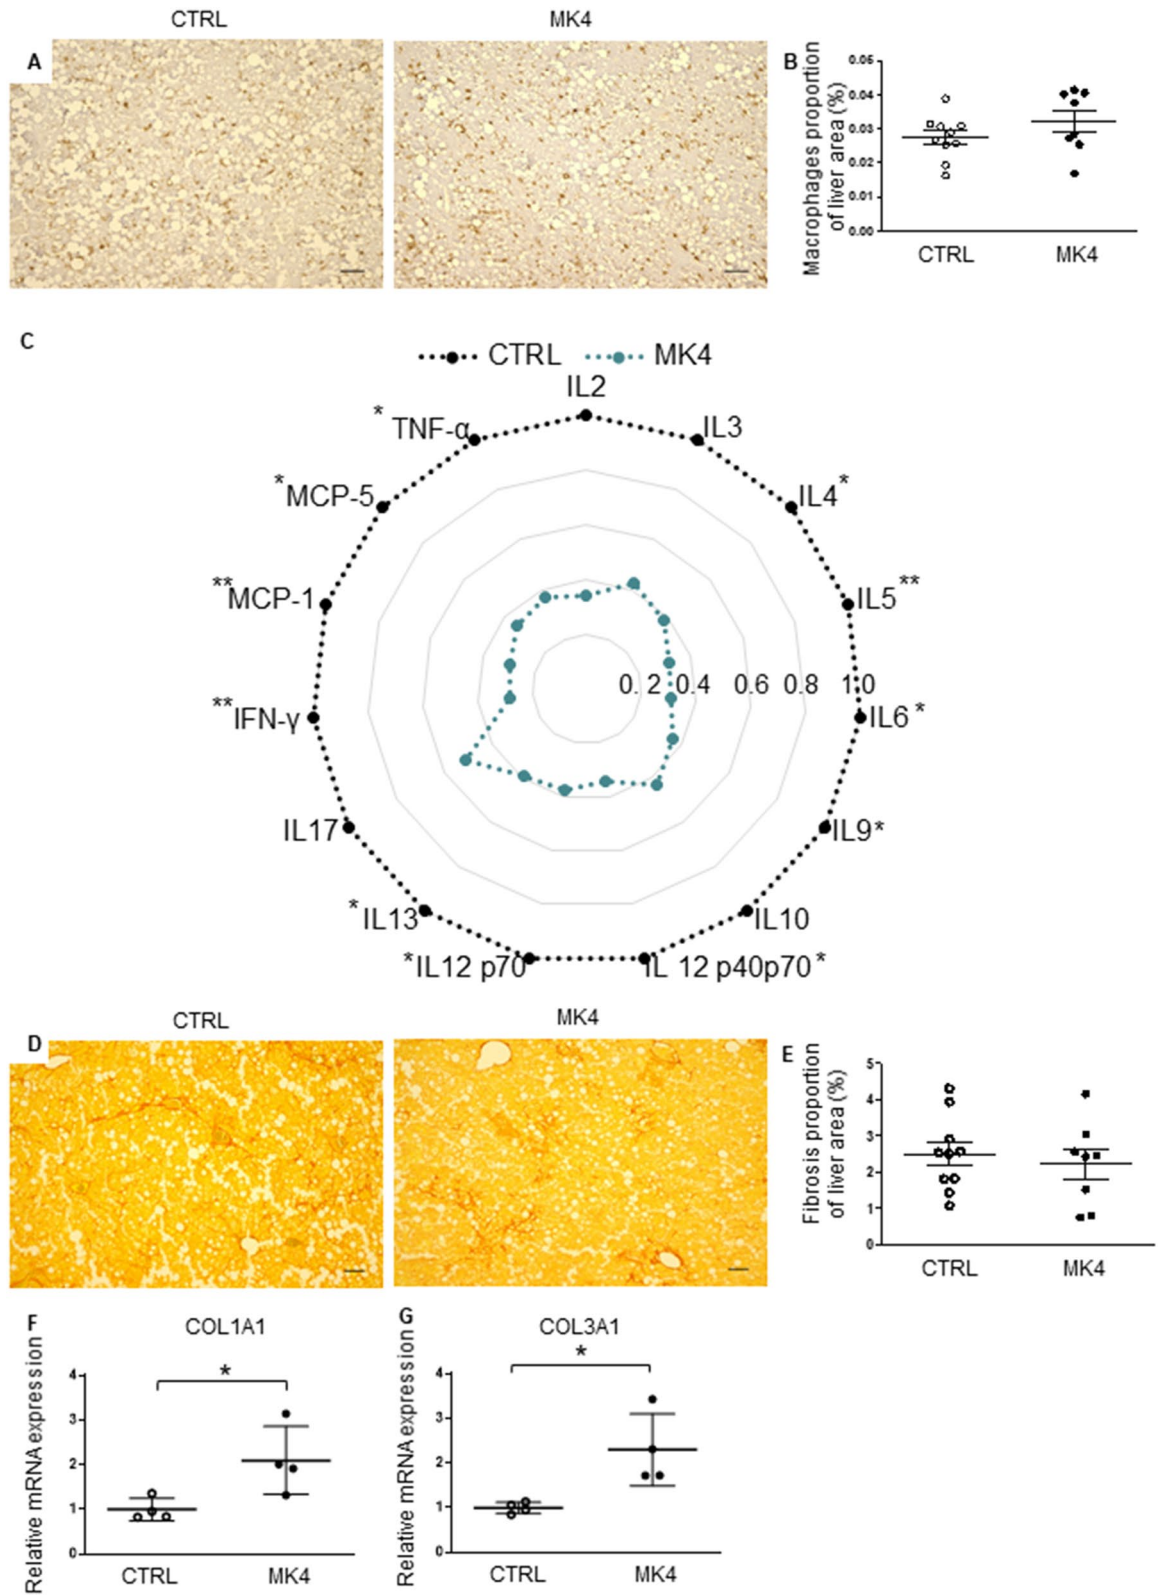 CTRL
MK4
A
B
Macrophages proportion
of liver area (%)
0.05
0.04
0.03
0.02
0.01
0.00
CTRL
MK4
C
CTRL
MK4
IL2
IL3
IL4*
IL5**
IL6*
IL9*
IL10
IL 12 p40p70*
*IL12 p70
*IL13
IL17
**IFN-γ
**MCP-1
*MCP-5
*TNF-α
0.2 0.4 0.6 0.8 1.0
CTRL
MK4
D
E
Fibrosis proportion
of liver area (%)
5
4
3
2
1
0
CTRL
MK4
F
COL1A1
Relative mRNA expression
*
4
3
2
1
0
CTRL
MK4
G
COL3A1
Relative mRNA expression
*
4
3
2
1
0
CTRL
MK4